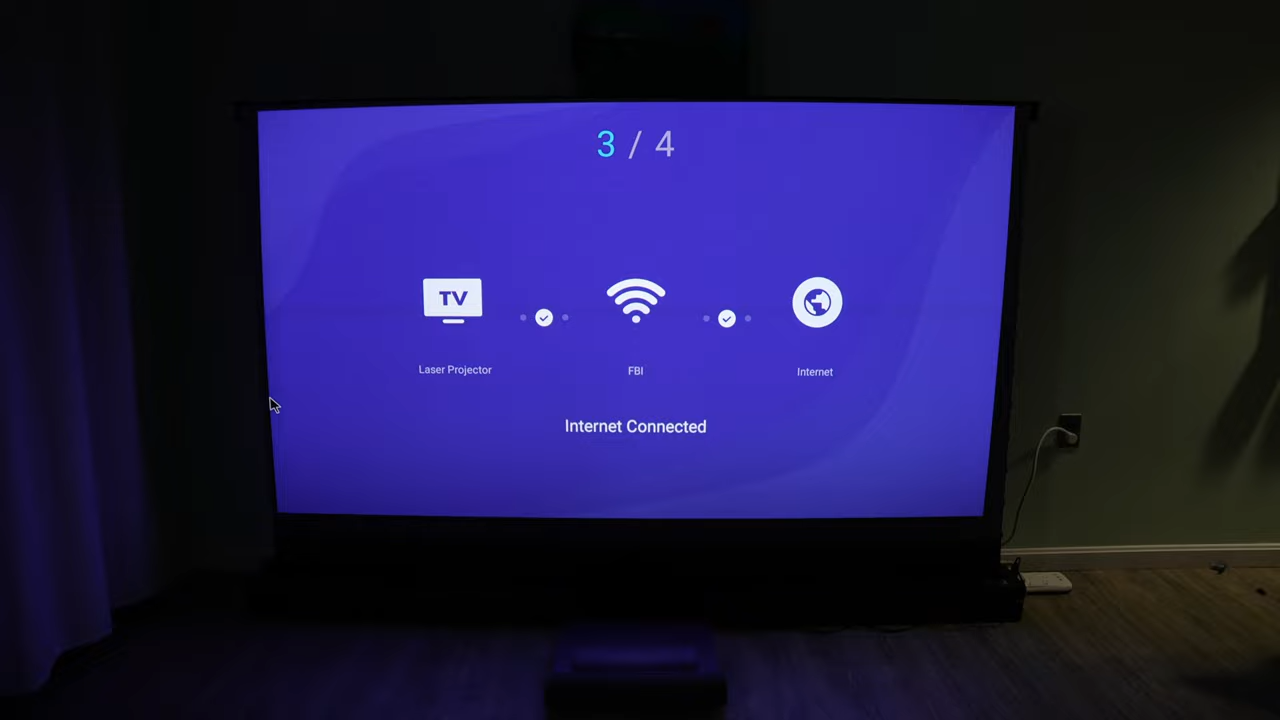 3 / 4
TV
Laser Projector
FBI
Internet
Internet Connected